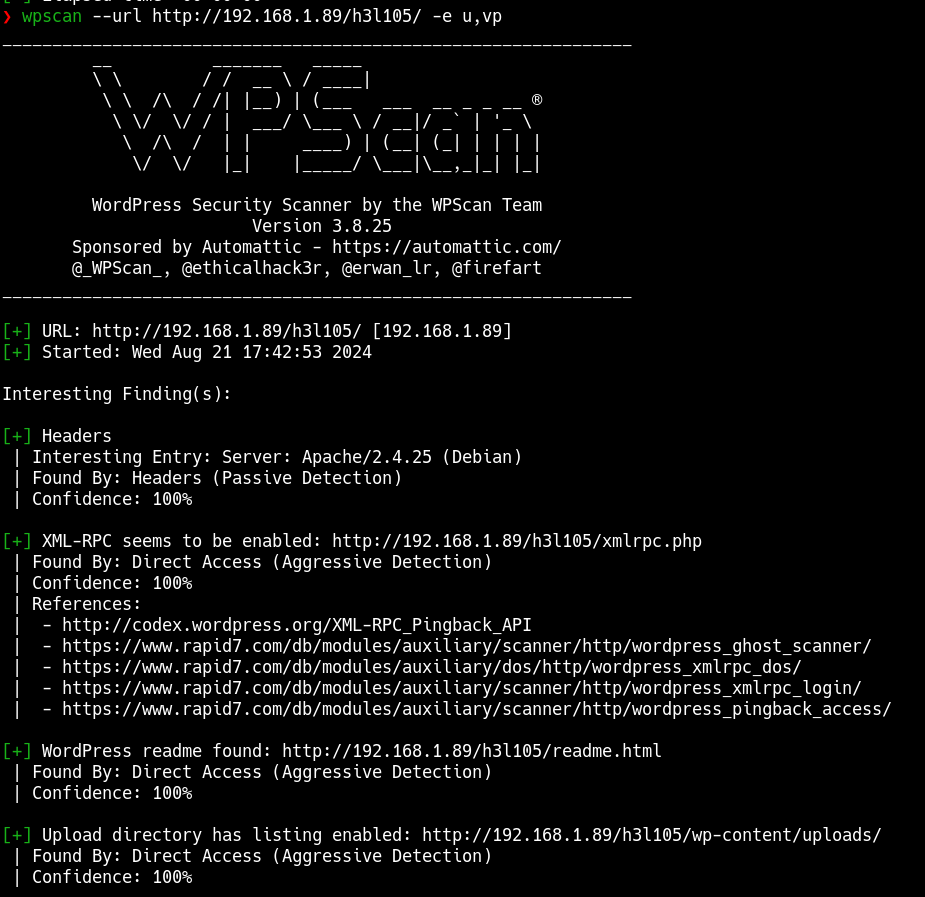 ❯ wpscan --url http://192.168.1.89/h3l105/ -e u,vp
_______________________________________________________________
         __          _______   _____
         \ \        / /  __ \ / ____|
          \ \  /\  / /| |__) | (___   ___  __ _ _ __ ®
           \ \/  \/ / |  ___/ \___ \ / __|/ _` | '_ \
            \  /\  /  | |     ____) | (__| (_| | | | |
             \/  \/   |_|    |_____/ \___|\__,_|_| |_|
         WordPress Security Scanner by the WPScan Team
                         Version 3.8.25
       Sponsored by Automattic - https://automattic.com/
       @_WPScan_, @ethicalhack3r, @erwan_lr, @firefart
_______________________________________________________________
[+] URL: http://192.168.1.89/h3l105/ [192.168.1.89]
[+] Started: Wed Aug 21 17:42:53 2024
Interesting Finding(s):
[+] Headers
 | Interesting Entry: Server: Apache/2.4.25 (Debian)
 | Found By: Headers (Passive Detection)
 | Confidence: 100%
[+] XML-RPC seems to be enabled: http://192.168.1.89/h3l105/xmlrpc.php
 | Found By: Direct Access (Aggressive Detection)
 | Confidence: 100%
 | References:
 |  - http://codex.wordpress.org/XML-RPC_Pingback_API
 |  - https://www.rapid7.com/db/modules/auxiliary/scanner/http/wordpress_ghost_scanner/
 |  - https://www.rapid7.com/db/modules/auxiliary/dos/http/wordpress_xmlrpc_dos/
 |  - https://www.rapid7.com/db/modules/auxiliary/scanner/http/wordpress_xmlrpc_login/
 |  - https://www.rapid7.com/db/modules/auxiliary/scanner/http/wordpress_pingback_access/
[+] WordPress readme found: http://192.168.1.89/h3l105/readme.html
 | Found By: Direct Access (Aggressive Detection)
 | Confidence: 100%
[+] Upload directory has listing enabled: http://192.168.1.89/h3l105/wp-content/uploads/
 | Found By: Direct Access (Aggressive Detection)
 | Confidence: 100%